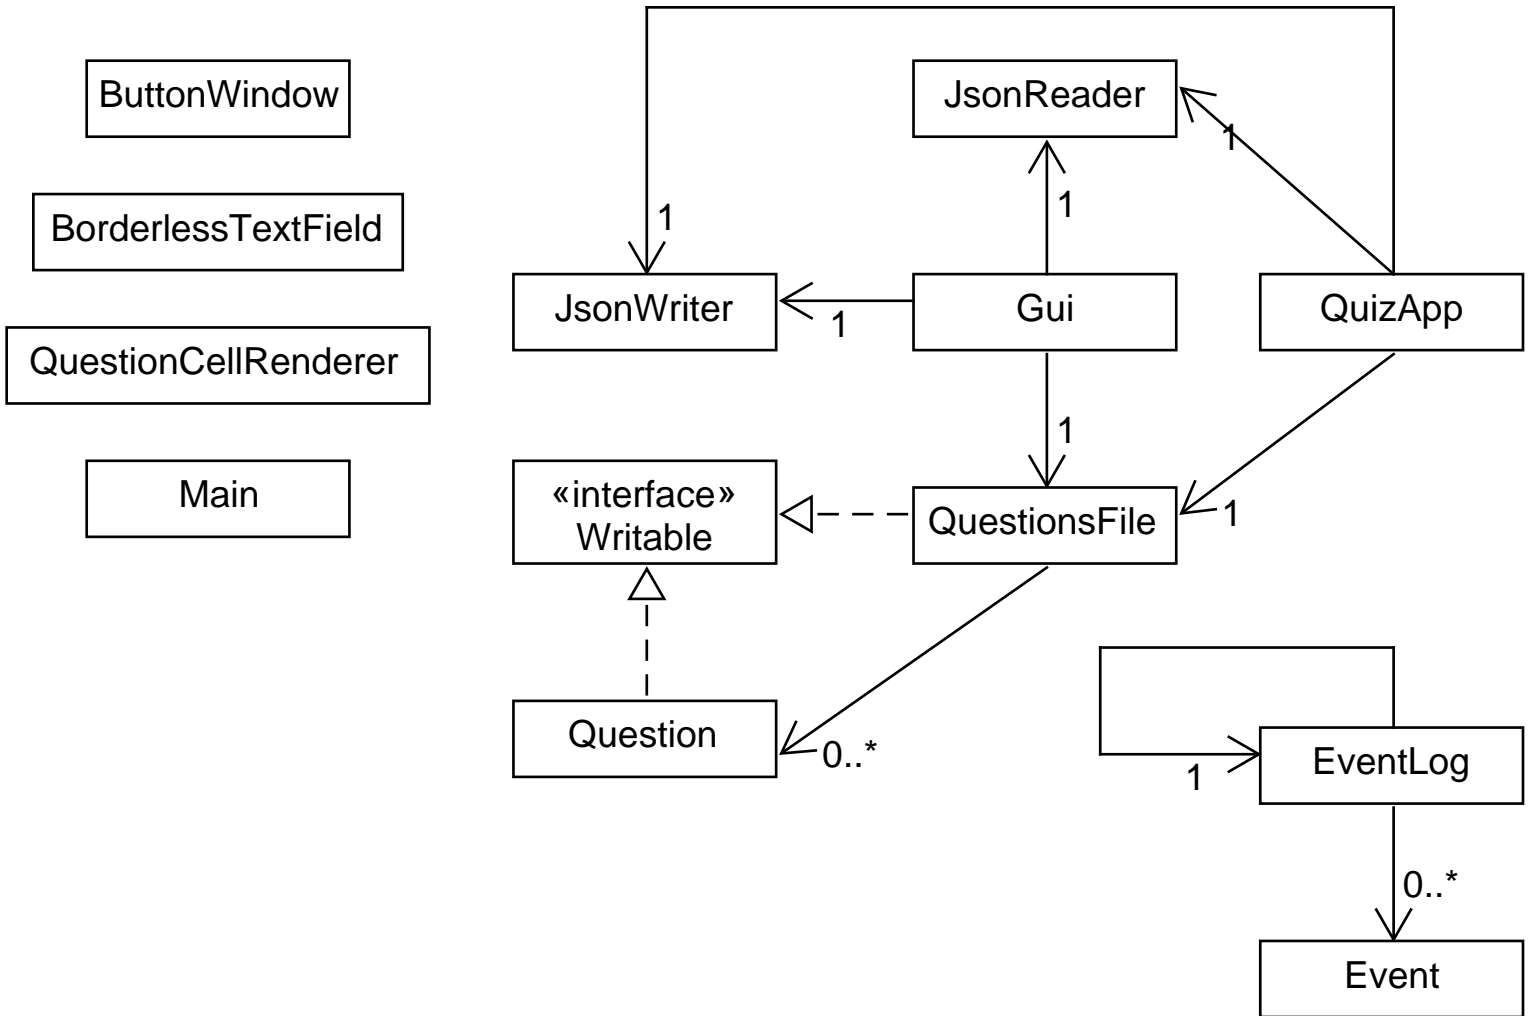 ButtonWindow
JsonReader
1
BorderlessTextField
1
1
JsonWriter
1
Gui
QuizApp
QuestionCellRenderer
1
Main
«interface»
Writable
QuestionsFile
1
Question
0..*
1
EventLog
0..*
Event